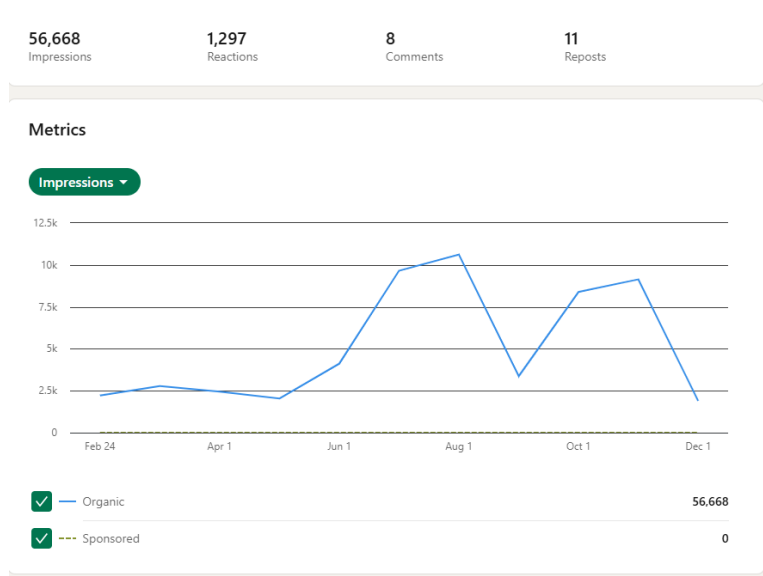 56,668 1,297 8 11
Impressions Reactions Comments Reposts
Metrics
Impressions
12.5k
10k
7.5k
5k
2.5k
0
Feb 24 Apr 1 Jun 1 Aug 1 Oct 1 Dec 1
Organic 56,668
Sponsored 0